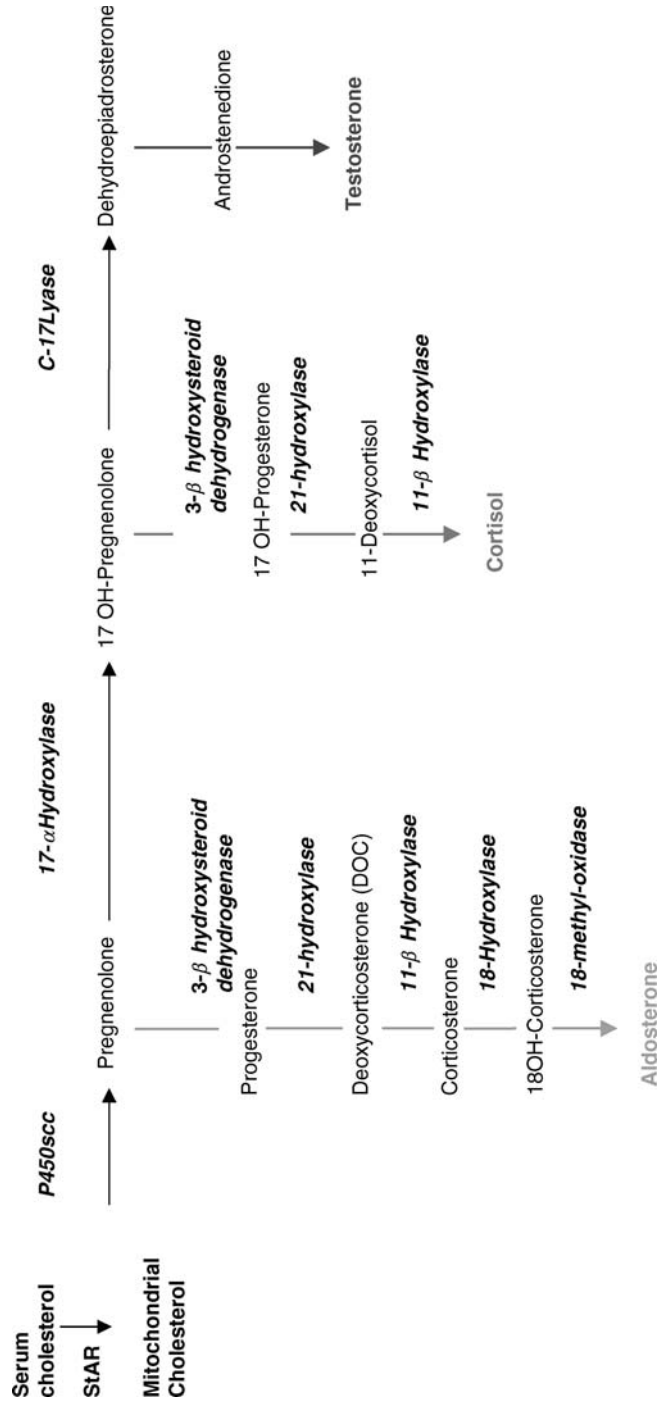 Serum
cholesterol
StAR
Mitochondrial
Cholesterol
P450scc
Pregnenolone
17-αHydroxylase
17 OH-Pregnenolone
C-17Lyase
Dehydroepiadrosterone
3-β hydroxysteroid
dehydrogenase
Progesterone
21-hydroxylase
Deoxycorticosterone (DOC)
11-β Hydroxylase
Corticosterone
18-Hydroxylase
18OH-Corticosterone
18-methyl-oxidase
Aldosterone
3-β hydroxysteroid
dehydrogenase
17 OH-Progesterone
21-hydroxylase
11-Deoxycortisol
11-β Hydroxylase
Cortisol
Androstenedione
Testosterone